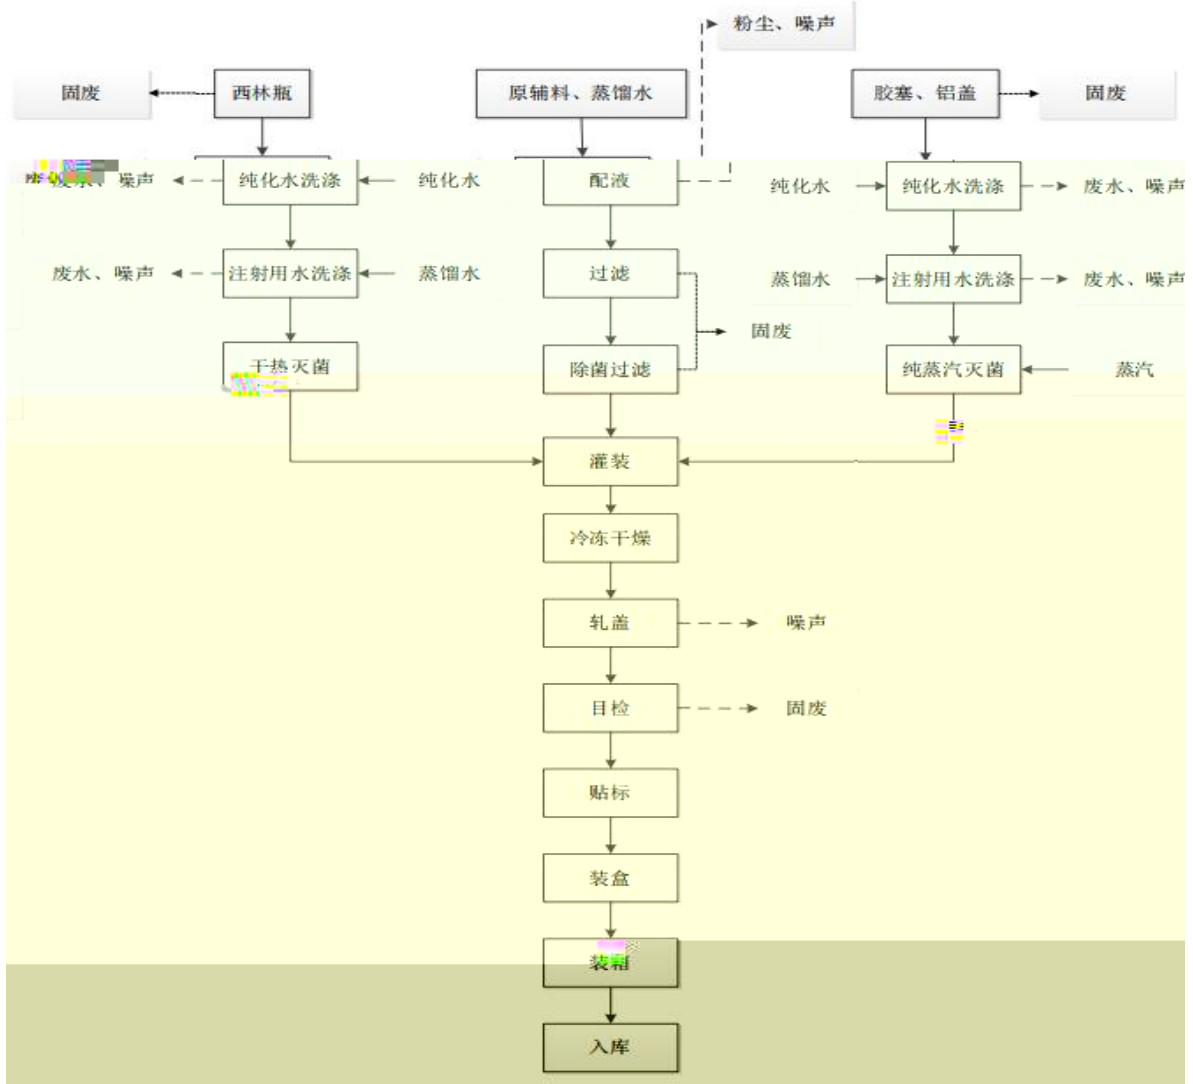 粉尘、噪声
固废
西林瓶
原辅料、蒸馏水
胶塞、铝盖
固废
废水、噪声
纯化水洗涤
纯化水
配液
纯化水
纯化水洗涤
废水、噪声
废水、噪声
注射用水洗涤
蒸馏水
过滤
蒸馏水
注射用水洗涤
废水、噪声
固废
干热灭菌
除菌过滤
纯蒸汽灭菌
蒸汽
灌装
冷冻干燥
轧盖
噪声
目检
固废
贴标
装盒
装箱
入库